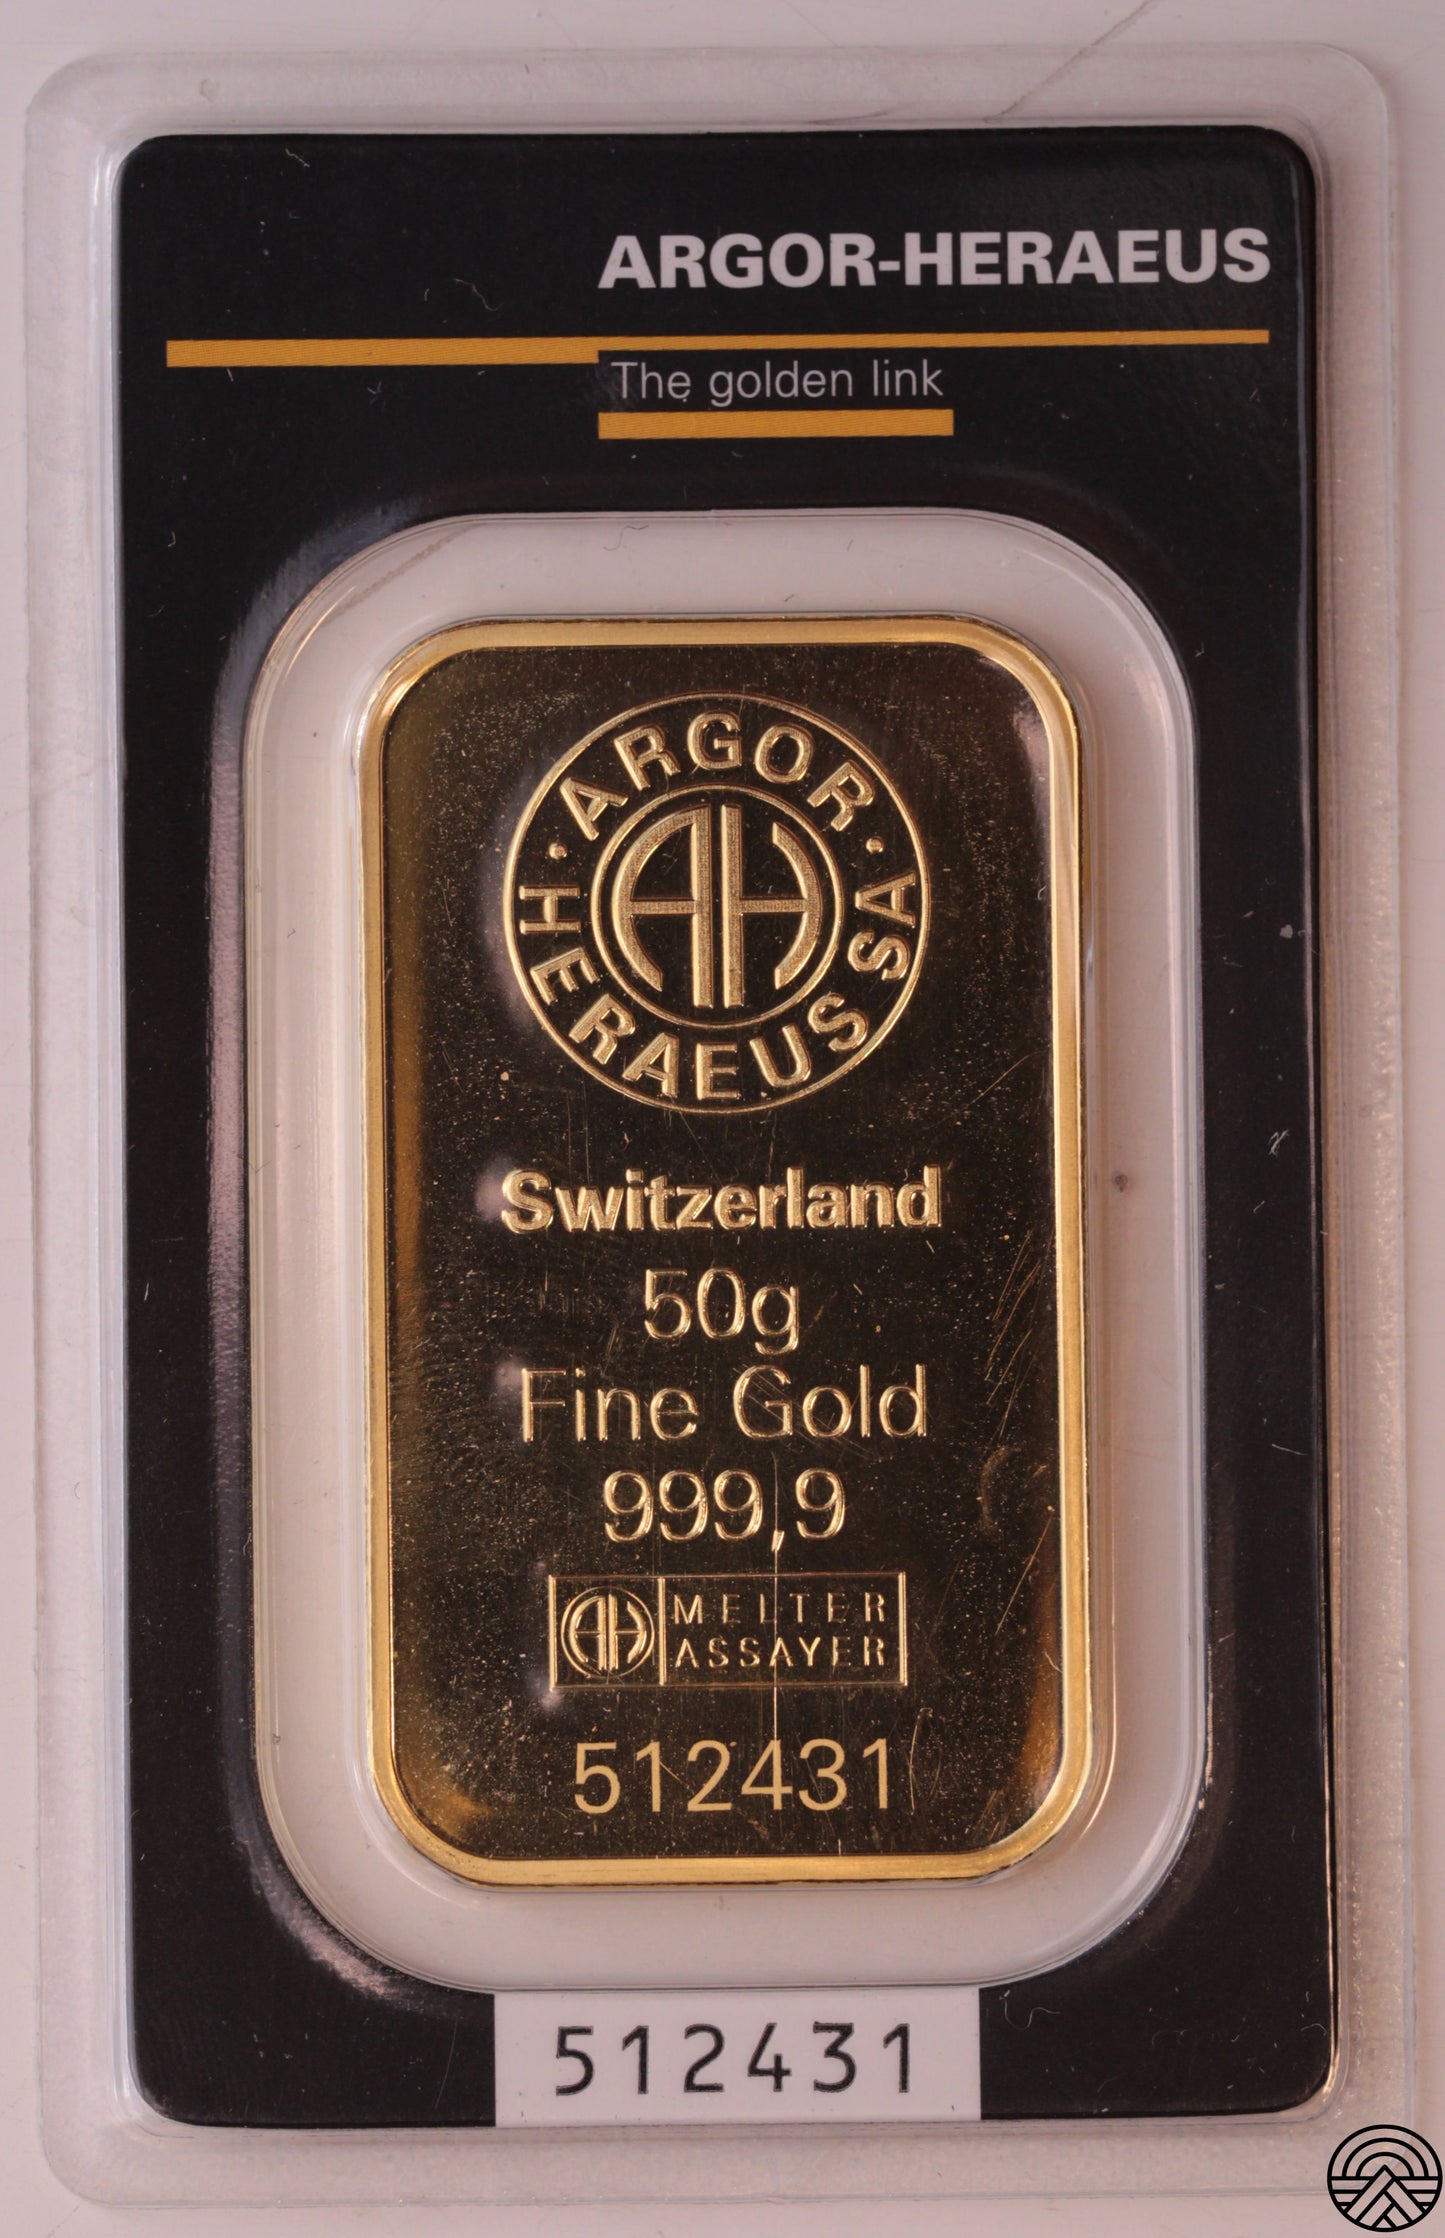 ARGOR-HERAEUS
The golden link
· ARGOR ·
HERAEUS SA
AH
Switzerland
50g
Fine Gold
999,9
AH MELTER
ASSAYER
512431
512431